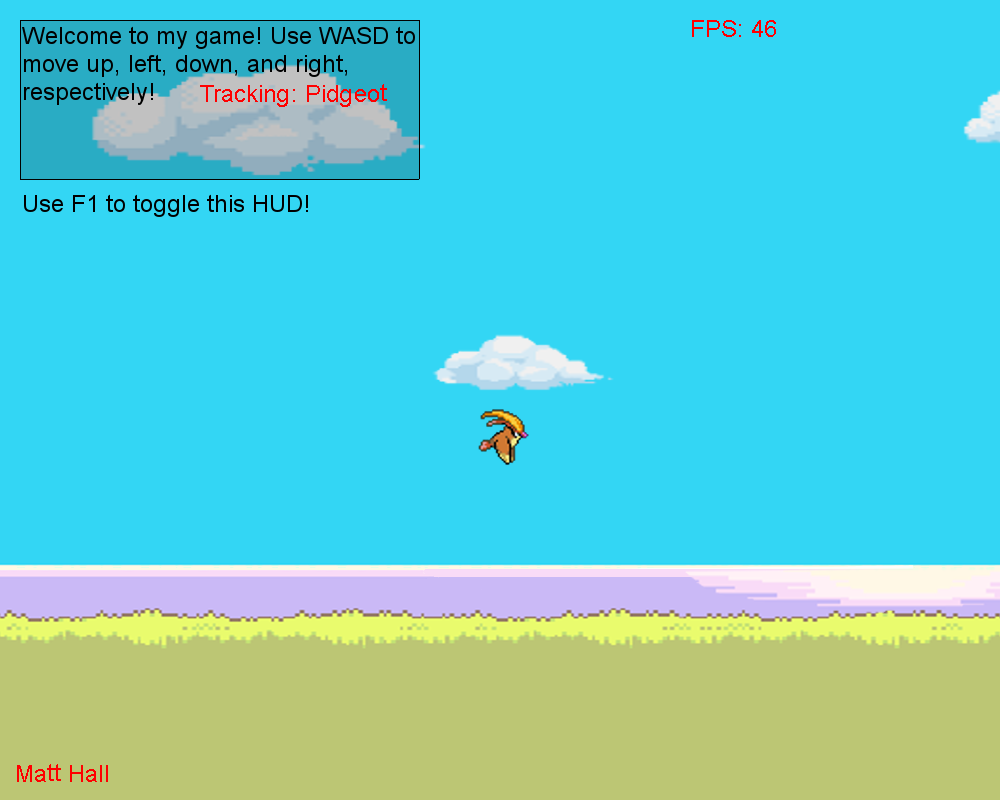 Welcome to my game! Use WASD to
move up, left, down, and right,
respectively!
Tracking: Pidgeot
Use F1 to toggle this HUD!
FPS: 46
Matt Hall